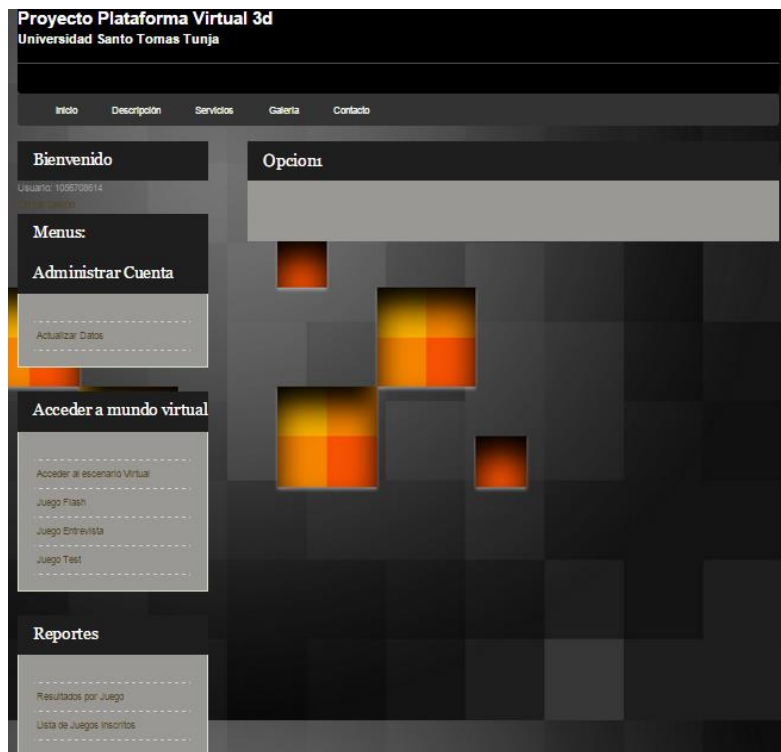 Proyecto Plataforma Virtual 3d
Universidad Santo Tomas Tunja
Inicio Descripción Servicios Galeria Contacto
Bienvenido
Usuario: 1056708614
Menus:
Administrar Cuenta
Actualizar Datos
Acceder a mundo virtual
Acceder al escenario Virtual
Juego Flash
Juego Entrevista
Juego Test
Reportes
Resultados por Juego
Lista de Juegos Inscritos
Opcion1